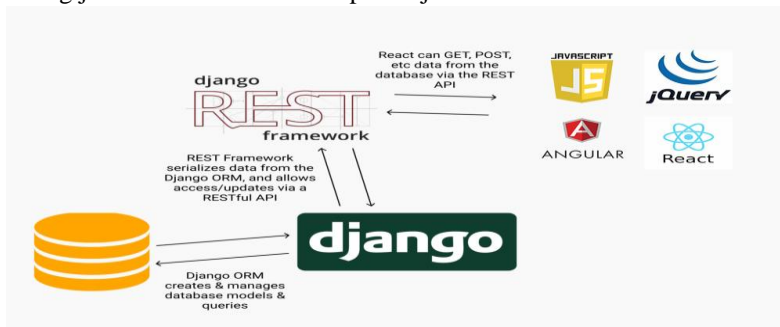 React can GET, POST,
etc data from the
database via the REST
API
JAVASCRIPT
JS
jQuery
django
REST
framework
ANGULAR
React
REST Framework
serializes data from the
Django ORM, and allows
access/updates via a
RESTful API
django
Django ORM
creates & manages
database models &
queries